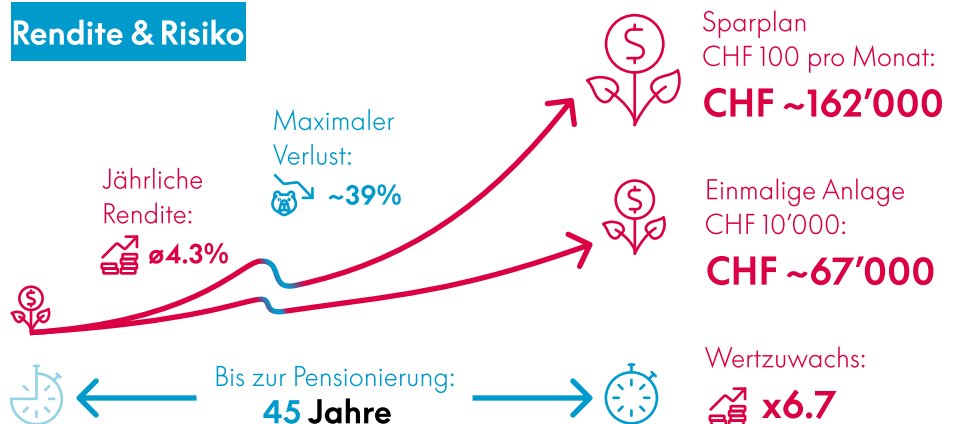 Rendite & Risiko
Sparplan
CHF 100 pro Monat:
CHF ~162’000
Maximaler
Verlust:
~39%
Jährliche
Rendite:
ø4.3%
Einmalige Anlage
CHF 10’000:
CHF ~67’000
Bis zur Pensionierung:
45 Jahre
Wertzuwachs:
x6.7